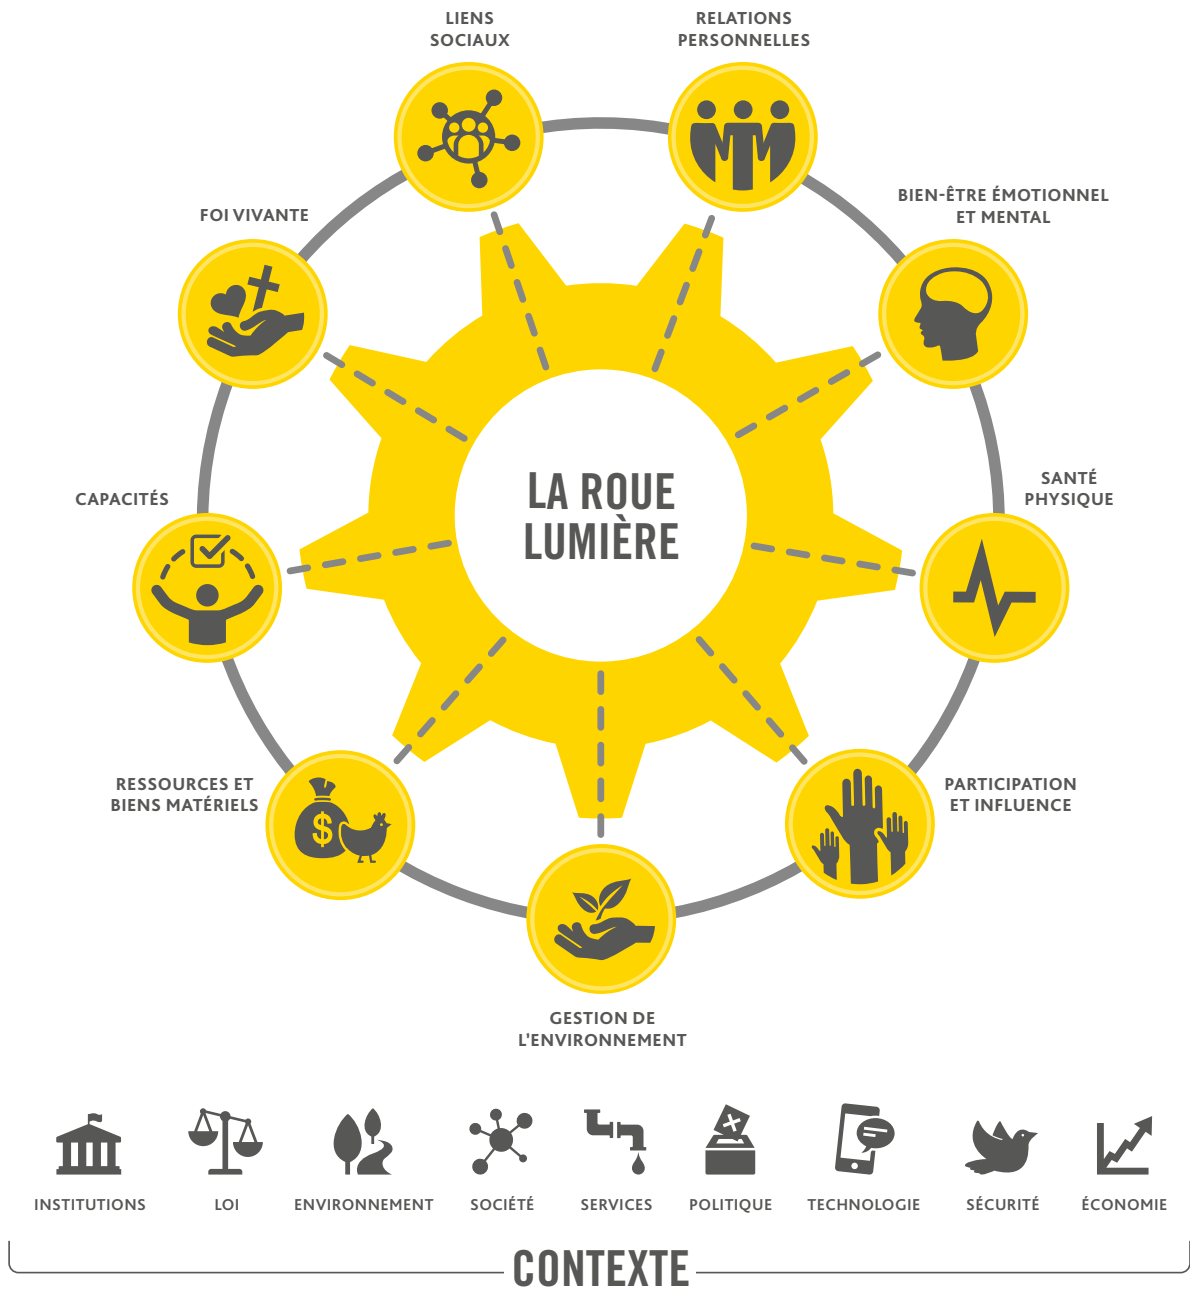 LIENS
SOCIAUX
RELATIONS
PERSONNELLES
BIEN-ÊTRE ÉMOTIONNEL
ET MENTAL
FOI VIVANTE
SANTÉ
PHYSIQUE
CAPACITÉS
LA ROUE
LUMIÈRE
RESSOURCES ET
BIENS MATÉRIELS
$
PARTICIPATION
ET INFLUENCE
GESTION DE
L'ENVIRONNEMENT
INSTITUTIONS
LOI
ENVIRONNEMENT
SOCIÉTÉ
SERVICES
POLITIQUE
TECHNOLOGIE
SÉCURITÉ
ÉCONOMIE
CONTEXTE